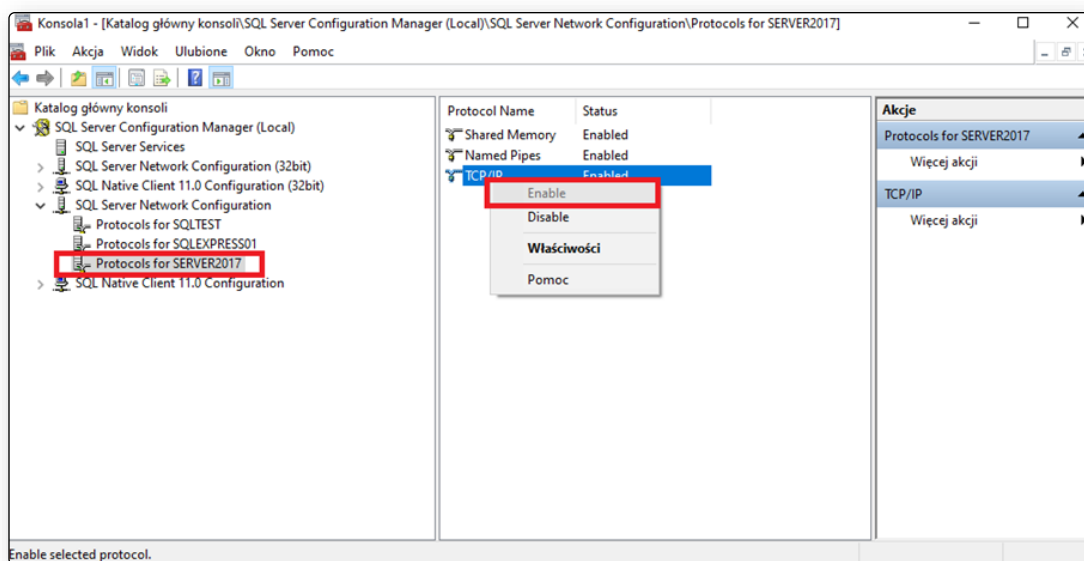 Konsola1 - [Katalog główny konsoli\SQL Server Configuration Manager (Local)\SQL Server Network Configuration\Protocols for SERVER2017]
Plik Akcja Widok Ulubione Okno Pomoc
Katalog główny konsoli
SQL Server Configuration Manager (Local)
SQL Server Services
SQL Server Network Configuration (32bit)
SQL Native Client 11.0 Configuration (32bit)
SQL Server Network Configuration
Protocols for SQLTEST
Protocols for SQLEXPRESS01
Protocols for SERVER2017
SQL Native Client 11.0 Configuration
Protocol Name Status
Shared Memory Enabled
Named Pipes Enabled
TCP/IP Enabled
Enable
Disable
Właściwości
Pomoc
Akcje
Protocols for SERVER2017
Więcej akcji
TCP/IP
Więcej akcji
Enable selected protocol.